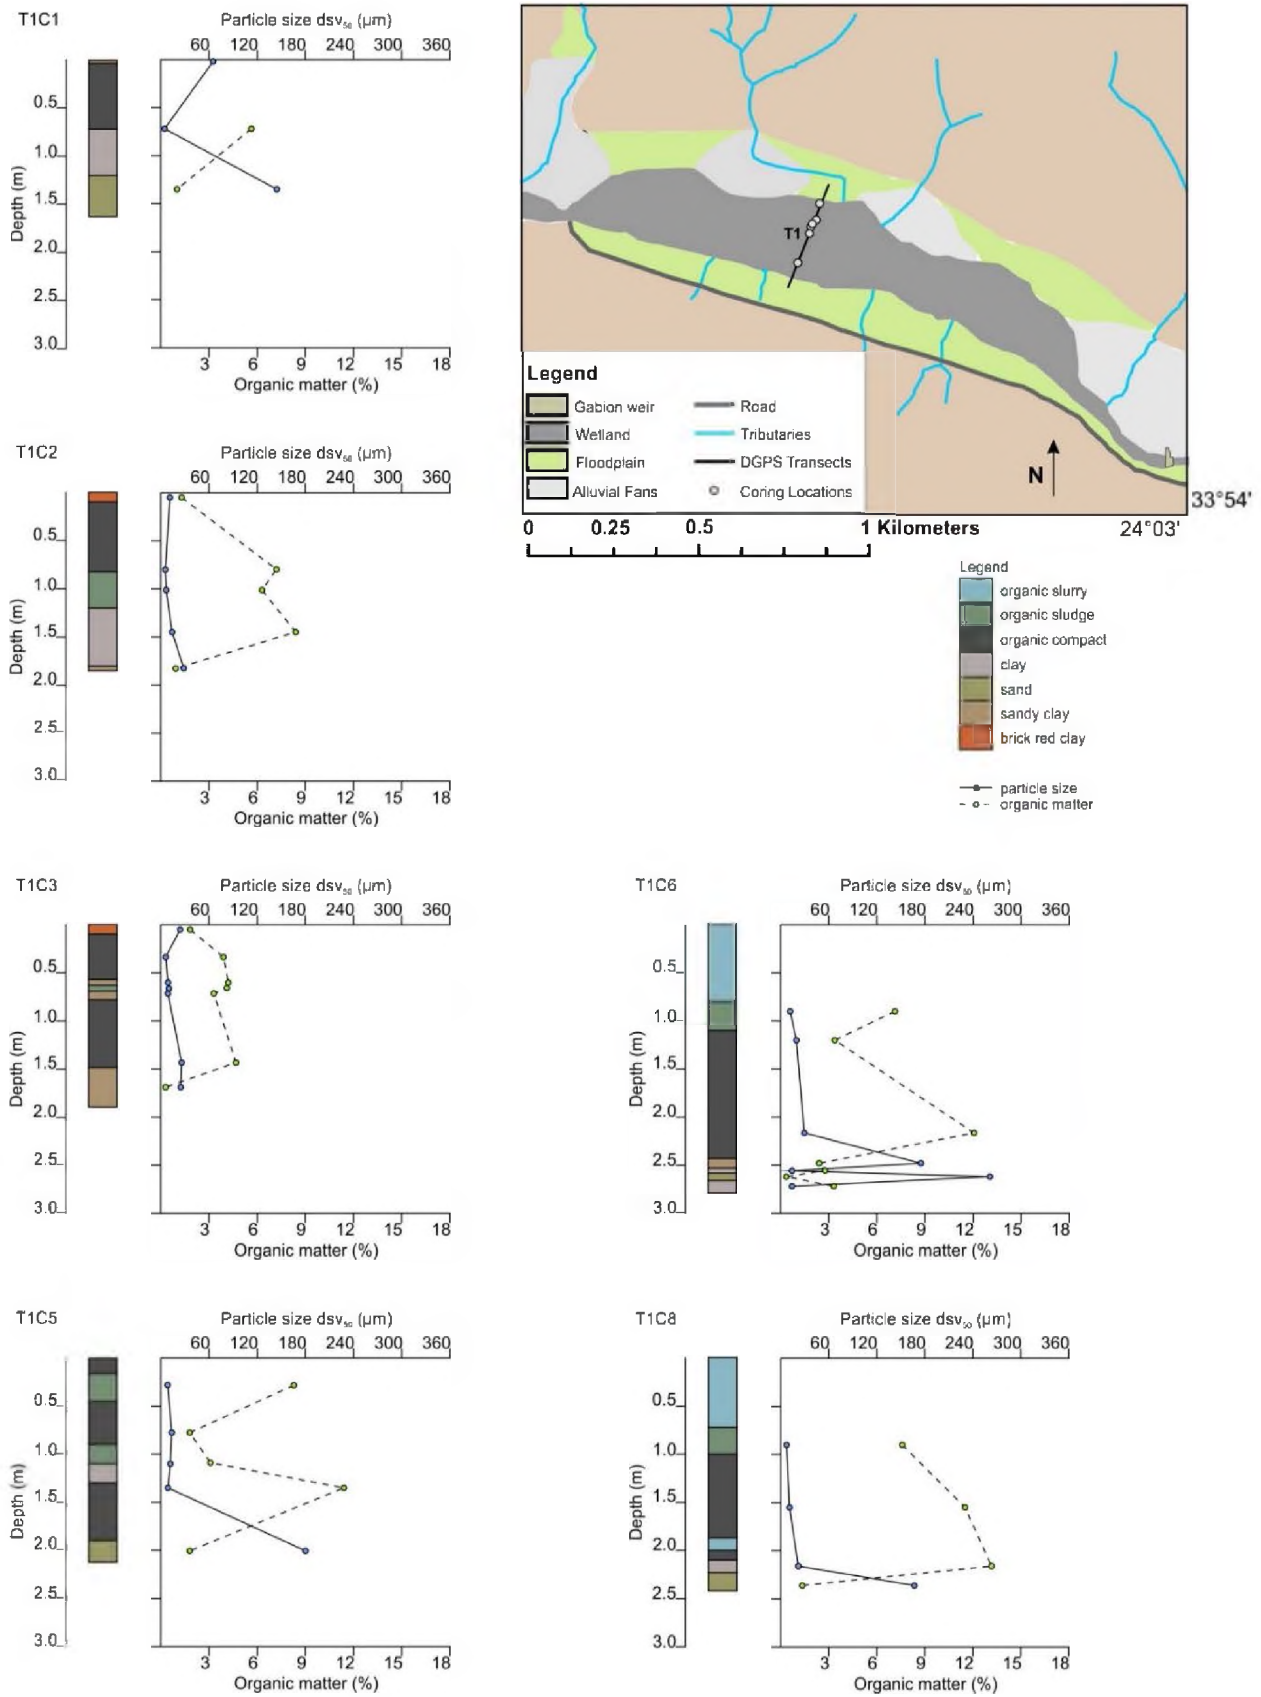 T1C1
Particle size dsv₅₀ (µm)
60 120 180 240 300 360
0.5
1.0
1.5
2.0
2.5
3.0
Depth (m)
3 6 9 12 15 18
Organic matter (%)
T1
Legend
Gabion weir
Wetland
Floodplain
Alluvial Fans
Road
Tributaries
DGPS Transects
Coring Locations
N
33°54'
24°03'
0 0.25 0.5 1 Kilometers
Legend
organic slurry
organic sludge
organic compact
clay
sand
sandy clay
brick red clay
particle size
organic matter
T1C2
Particle size dsv₅₀ (µm)
60 120 180 240 300 360
0.5
1.0
1.5
2.0
2.5
3.0
Depth (m)
3 6 9 12 15 18
Organic matter (%)
T1C3
Particle size dsv₅₀ (µm)
60 120 180 240 300 360
0.5
1.0
1.5
2.0
2.5
3.0
Depth (m)
3 6 9 12 15 18
Organic matter (%)
T1C6
Particle size dsv₅₀ (µm)
60 120 180 240 300 360
0.5
1.0
1.5
2.0
2.5
3.0
Depth (m)
3 6 9 12 15 18
Organic matter (%)
T1C5
Particle size dsv₅₀ (µm)
60 120 180 240 300 360
0.5
1.0
1.5
2.0
2.5
3.0
Depth (m)
3 6 9 12 15 18
Organic matter (%)
T1C8
Particle size dsv₅₀ (µm)
60 120 180 240 300 360
0.5
1.0
1.5
2.0
2.5
3.0
Depth (m)
3 6 9 12 15 18
Organic matter (%)